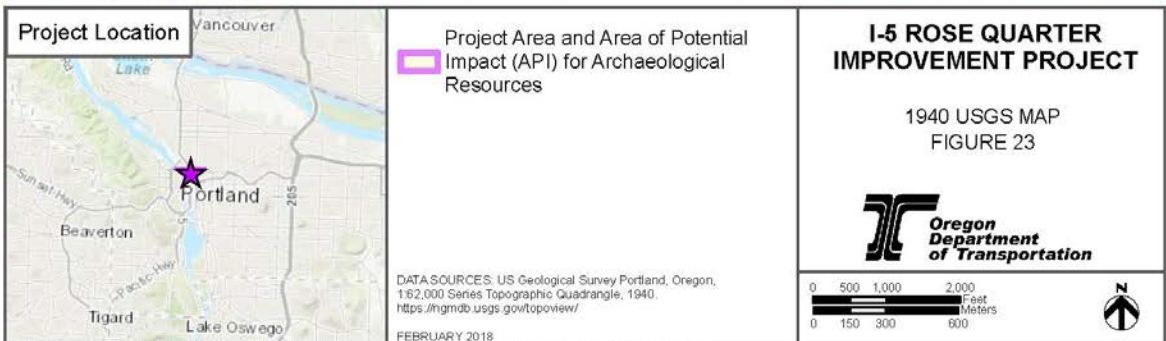 Project Location
Vancouver
Lake
Rd
Sunset-Hwy
Portland
205
Beaverton
5
Pacific-Hwy
Tigard
Lake Oswego
Project Area and Area of Potential
Impact (API) for Archaeological
Resources
DATA SOURCES: US Geological Survey Portland, Oregon,
1:62,000 Series Topographic Quadrangle, 1940.
https://ngmdb.usgs.gov/topoview/
FEBRUARY 2018
I-5 ROSE QUARTER
IMPROVEMENT PROJECT
1940 USGS MAP
FIGURE 23
Oregon
Department
of Transportation
0 500 1,000 2,000
Feet
Meters
0 150 300 600
N